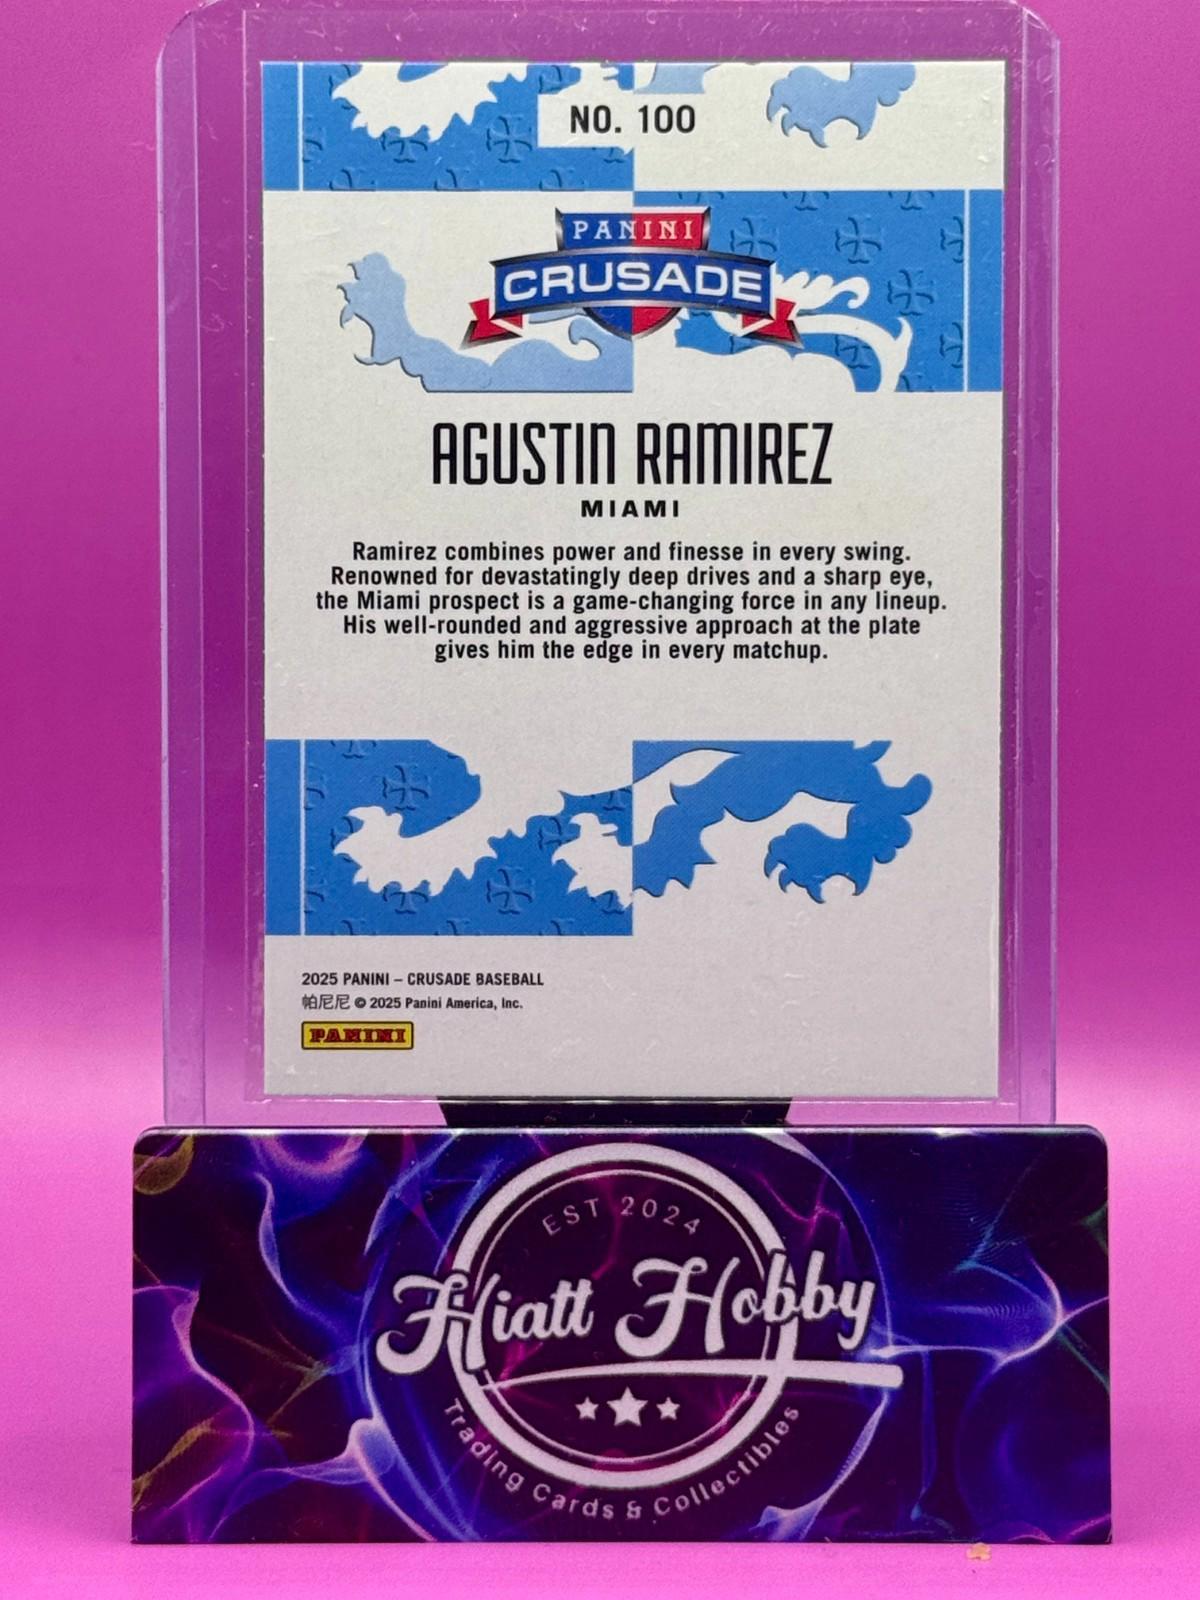 NO. 100
PANINI
CRUSADE
AGUSTIN RAMIREZ
MIAMI
Ramirez combines power and finesse in every swing.
Renowned for devastatingly deep drives and a sharp eye,
the Miami prospect is a game-changing force in any lineup.
His well-rounded and aggressive approach at the plate
gives him the edge in every matchup.
2025 PANINI – CRUSADE BASEBALL
帕尼尼 © 2025 Panini America, Inc.
PANINI
EST 2024
Hiatt Hobby
Trading Cards & Collectibles